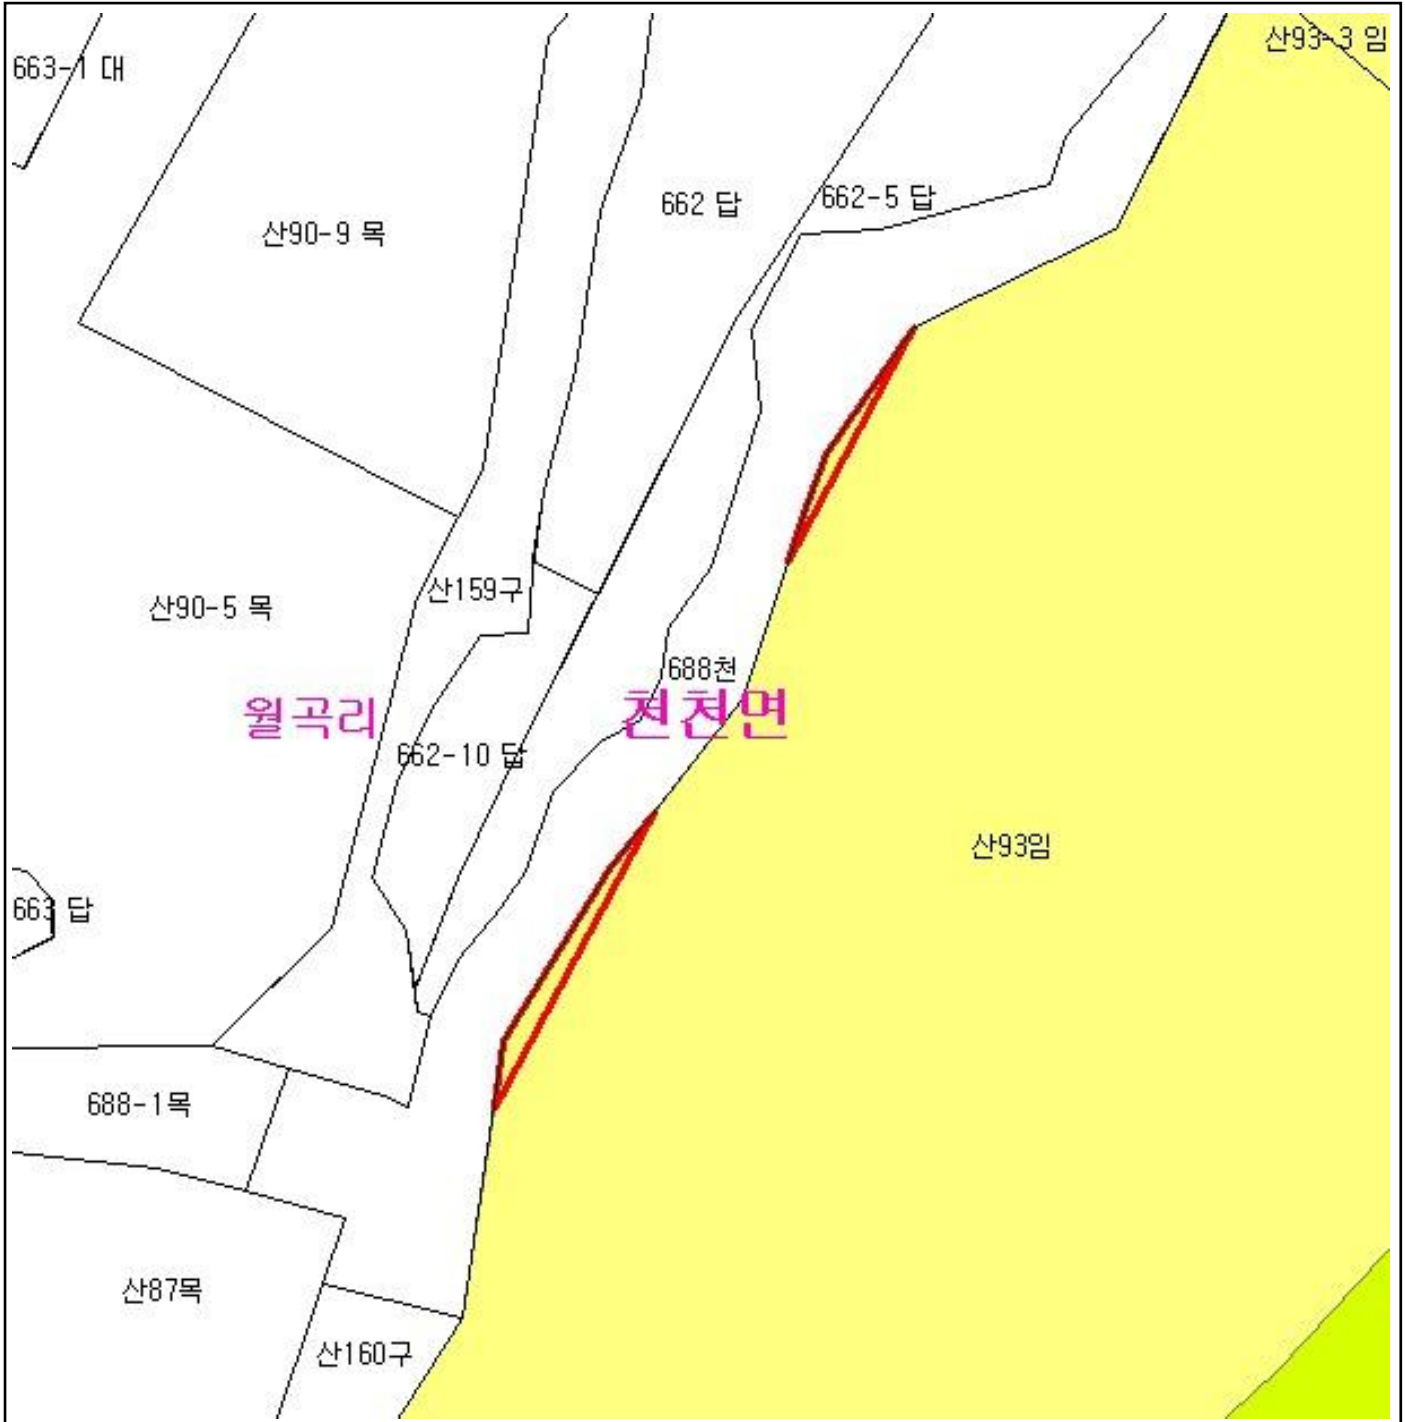 산93-3 임
663-1 대
662-5 답
662 답
산90-9 목
산159구
산90-5 목
688천
월곡리
천천면
662-10 답
산93임
663 답
688-1목
산87목
산160구